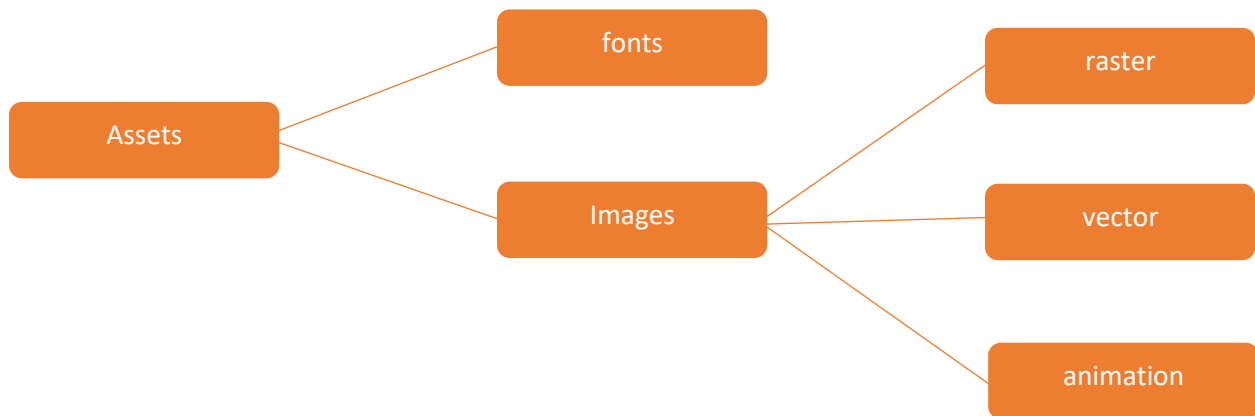 Assets
fonts
Images
raster
vector
animation